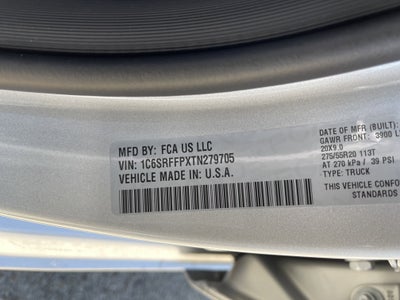 MFD BY: FCA US LLC
VIN: 1C6SRFFPXTN279705
VEHICLE MADE IN U.S.A.
DATE OF MFR (BUILT)
GAWR FRONT: 3900 L
20X9.0
275/55R20 113T
AT 270 kPa / 39 PSI
TYPE: TRUCK
THIS VEHICLE CONFO
STANDARDS